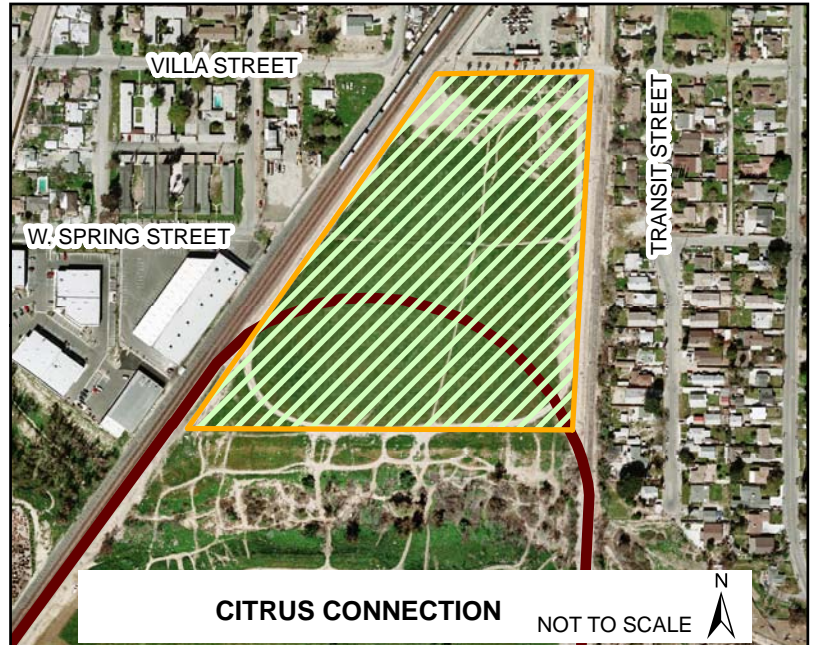 VILLA STREET
TRANSIT STREET
W. SPRING STREET
CITRUS CONNECTION
NOT TO SCALE
N